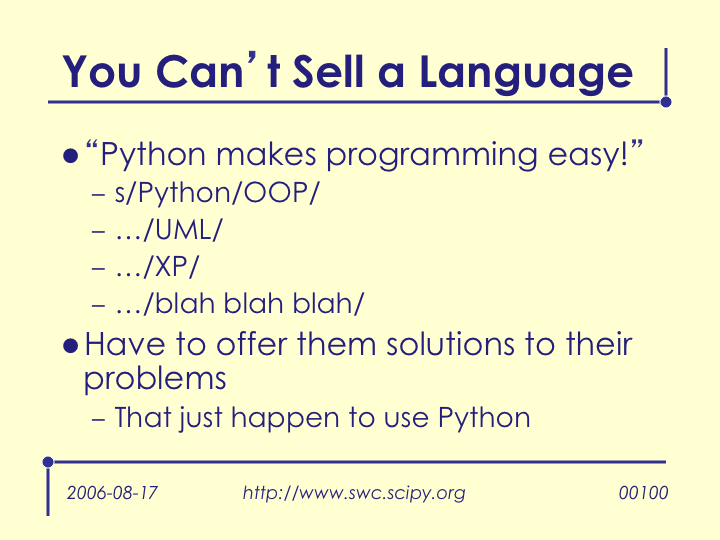 You Can’t Sell a Language
●“Python makes programming easy!”
– s/Python/OOP/
– …/UML/
– …/XP/
– …/blah blah blah/
●Have to offer them solutions to their
problems
– That just happen to use Python
2006-08-17 http://www.swc.scipy.org 00100